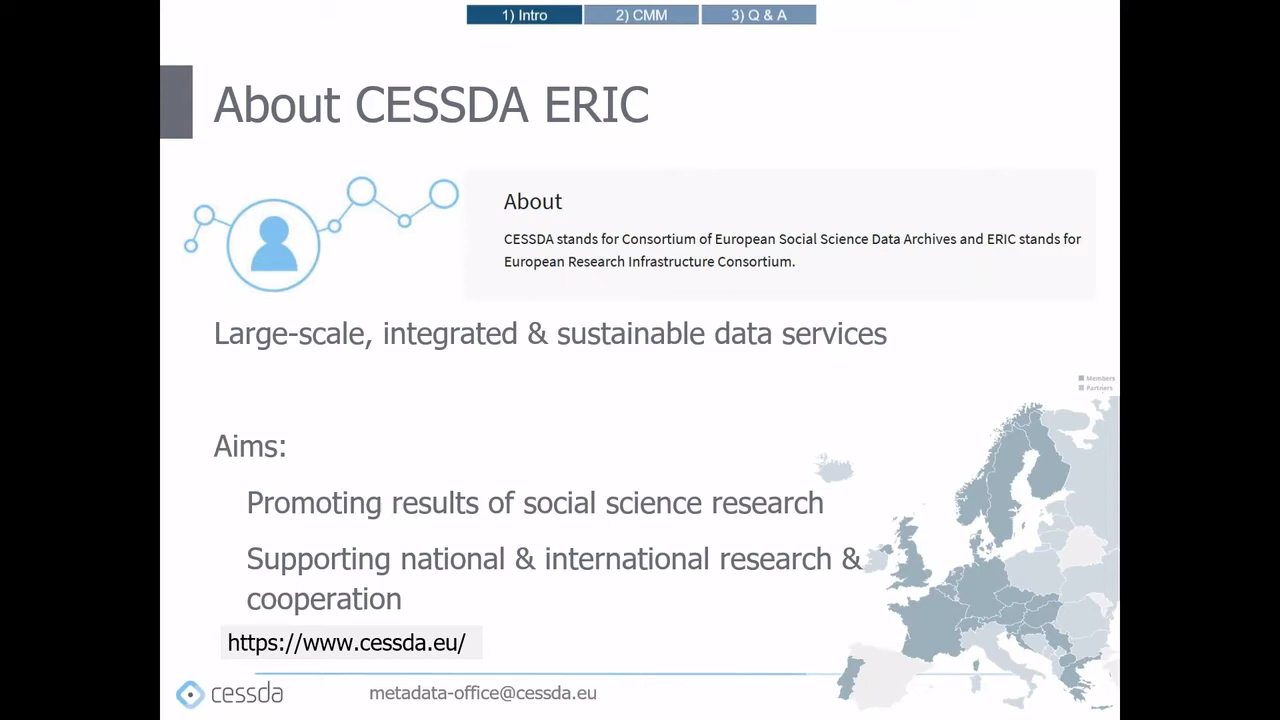 1) Intro
2) CMM
3) Q & A
About CESSDA ERIC
About
CESSDA stands for Consortium of European Social Science Data Archives and ERIC stands for
European Research Infrastructure Consortium.
Large-scale, integrated & sustainable data services
Members
Partners
Aims:
Promoting results of social science research
Supporting national & international research &
cooperation
https://www.cessda.eu/
cessda
metadata-office@cessda.eu